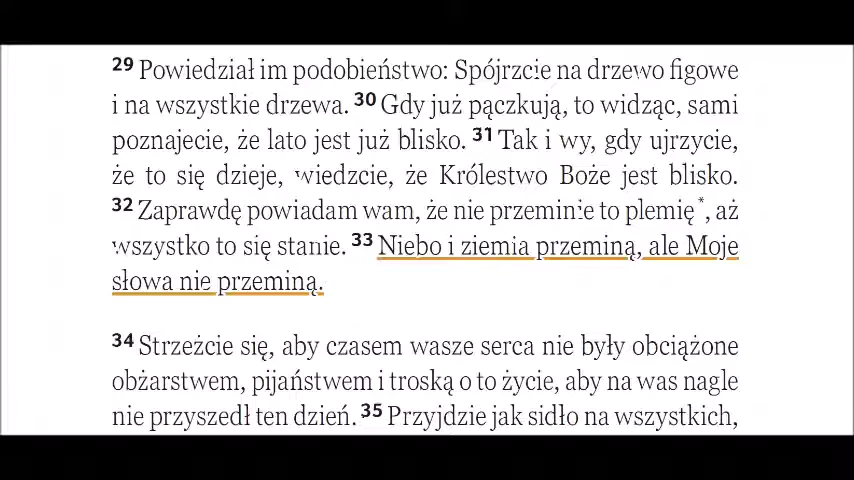 29 Powiedział im podobieństwo: Spójrzcie na drzewo figowe
i na wszystkie drzewa. 30 Gdy już pączkują, to widząc, sami
poznajecie, że lato jest już blisko. 31 Tak i wy, gdy ujrzycie,
że to się dzieje, wiedzcie, że Królestwo Boże jest blisko.
32 Zaprawdę powiadam wam, że nie przeminie to plemię*, aż
wszystko to się stanie. 33 Niebo i ziemia przeminą, ale Moje
słowa nie przeminą.
34 Strzeżcie się, aby czasem wasze serca nie były obciążone
obżarstwem, pijaństwem i troską o to życie, aby na was nagle
nie przyszedł ten dzień. 35 Przyjdzie jak sidło na wszystkich,